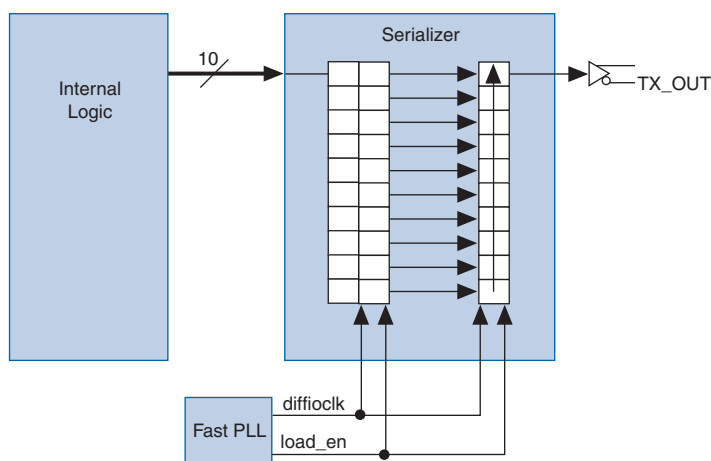 10
Internal
Logic
Serializer
TX_OUT
diffioclk
Fast PLL
load_en